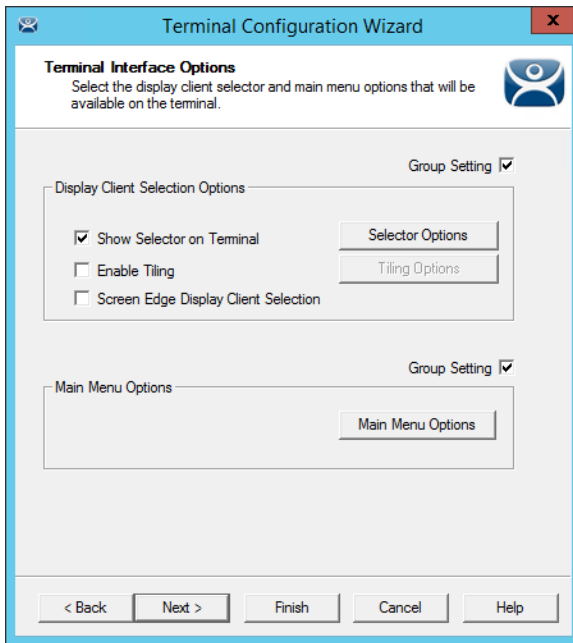 Terminal Configuration Wizard
x
Terminal Interface Options
Select the display client selector and main menu options that will be
available on the terminal.
Group Setting
Display Client Selection Options
Show Selector on Terminal
Selector Options
Enable Tiling
Tiling Options
Screen Edge Display Client Selection
Group Setting
Main Menu Options
Main Menu Options
< Back
Next >
Finish
Cancel
Help